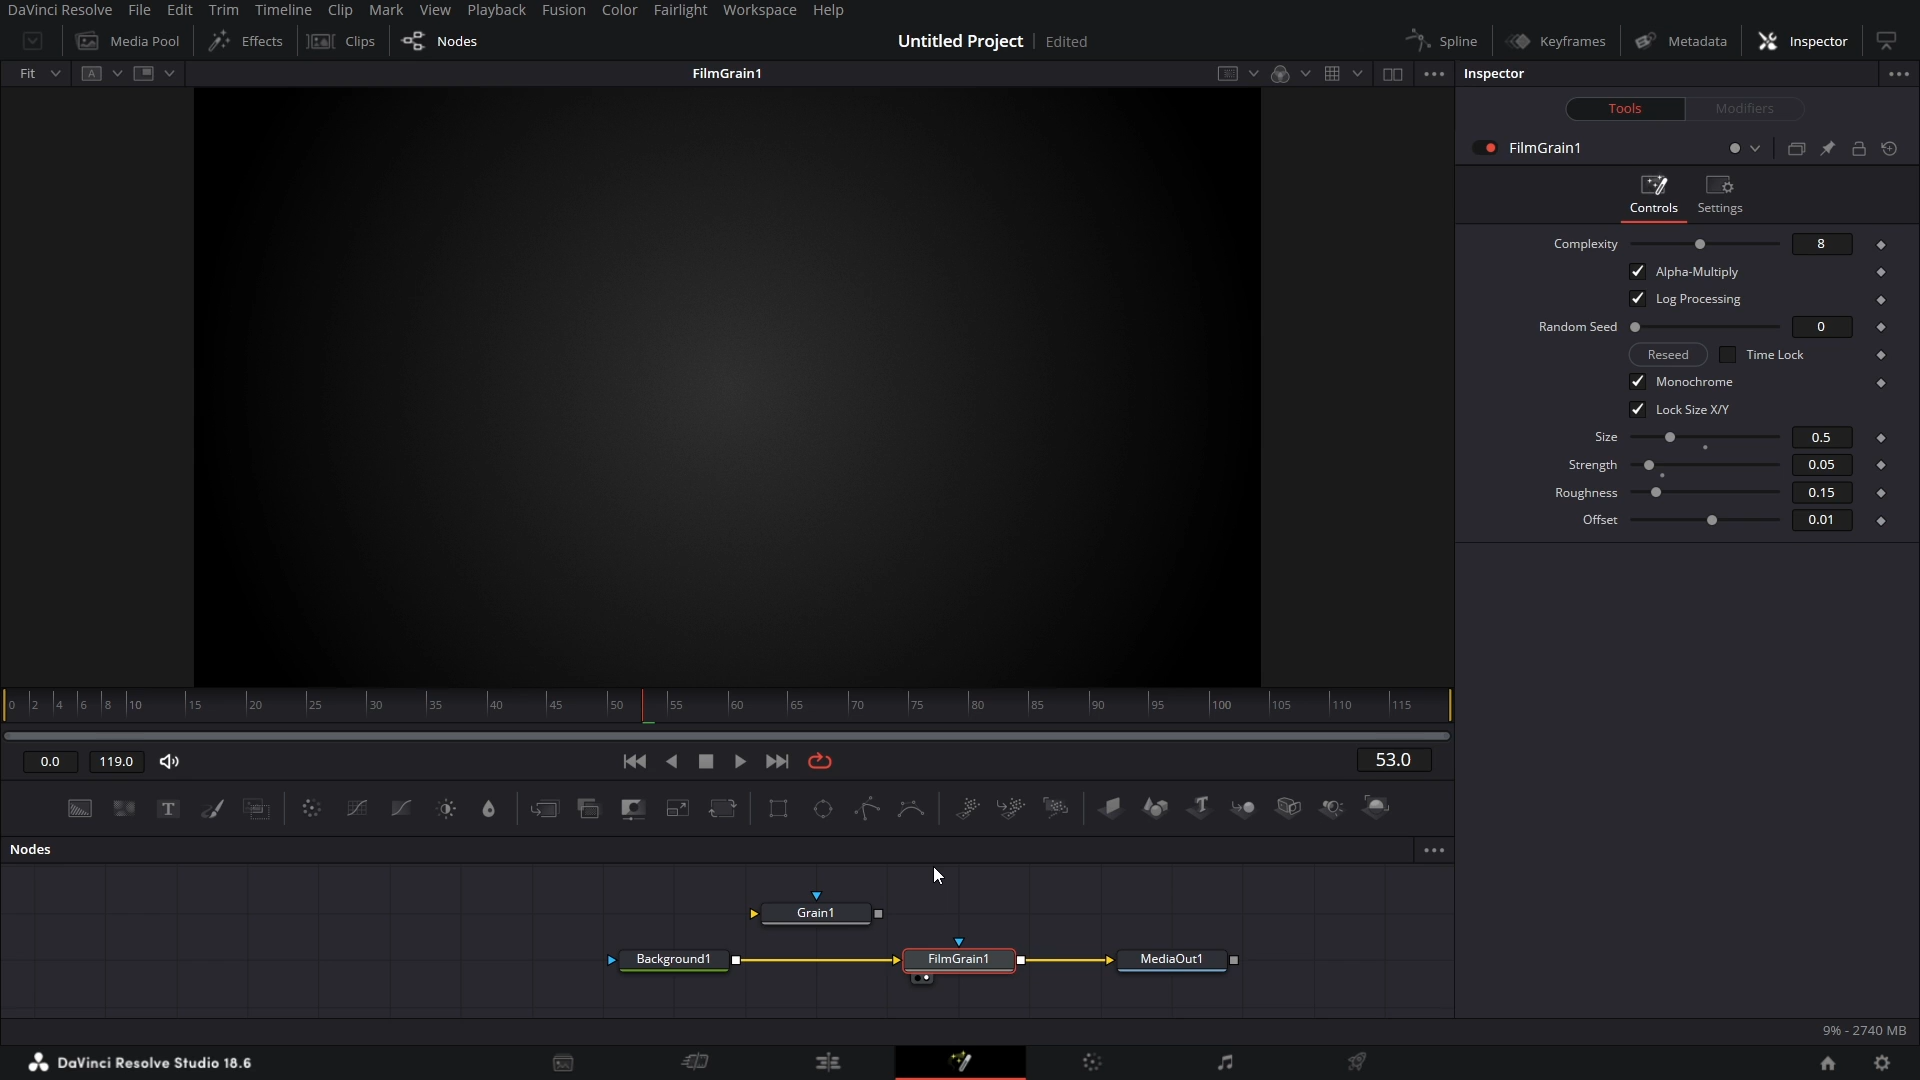 DaVinci Resolve File Edit Trim Timeline Clip Mark View Playback Fusion Color Fairlight Workspace Help
Media Pool Effects Clips Nodes Untitled Project Edited Spline Keyframes Metadata Inspector
Fit A FilmGrain1 Inspector
Tools Modifiers
FilmGrain1
Controls Settings
Complexity 8
Alpha-Multiply
Log Processing
Random Seed 0
Reseed Time Lock
Monochrome
Lock Size X/Y
Size 0.5
Strength 0.05
Roughness 0.15
Offset 0.01
0 2 4 6 8 10 15 20 25 30 35 40 45 50 55 60 65 70 75 80 85 90 95 100 105 110 115
0.0 119.0 53.0
T T
Nodes
Grain1
Background1 FilmGrain1 MediaOut1
9% - 2740 MB
DaVinci Resolve Studio 18.6